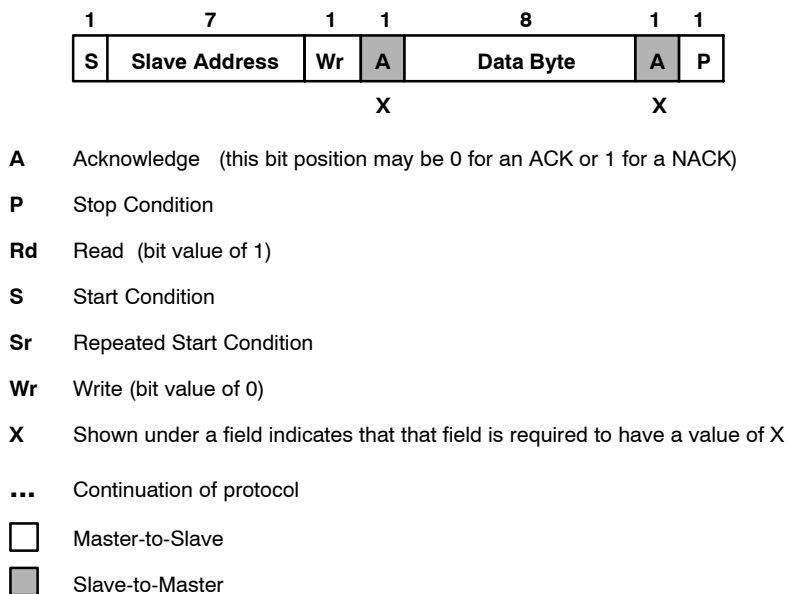 1 7 1 1 8 1 1
S Slave Address Wr A Data Byte A P
X X
A Acknowledge (this bit position may be 0 for an ACK or 1 for a NACK)
P Stop Condition
Rd Read (bit value of 1)
S Start Condition
Sr Repeated Start Condition
Wr Write (bit value of 0)
X Shown under a field indicates that that field is required to have a value of X
... Continuation of protocol
Master-to-Slave
Slave-to-Master